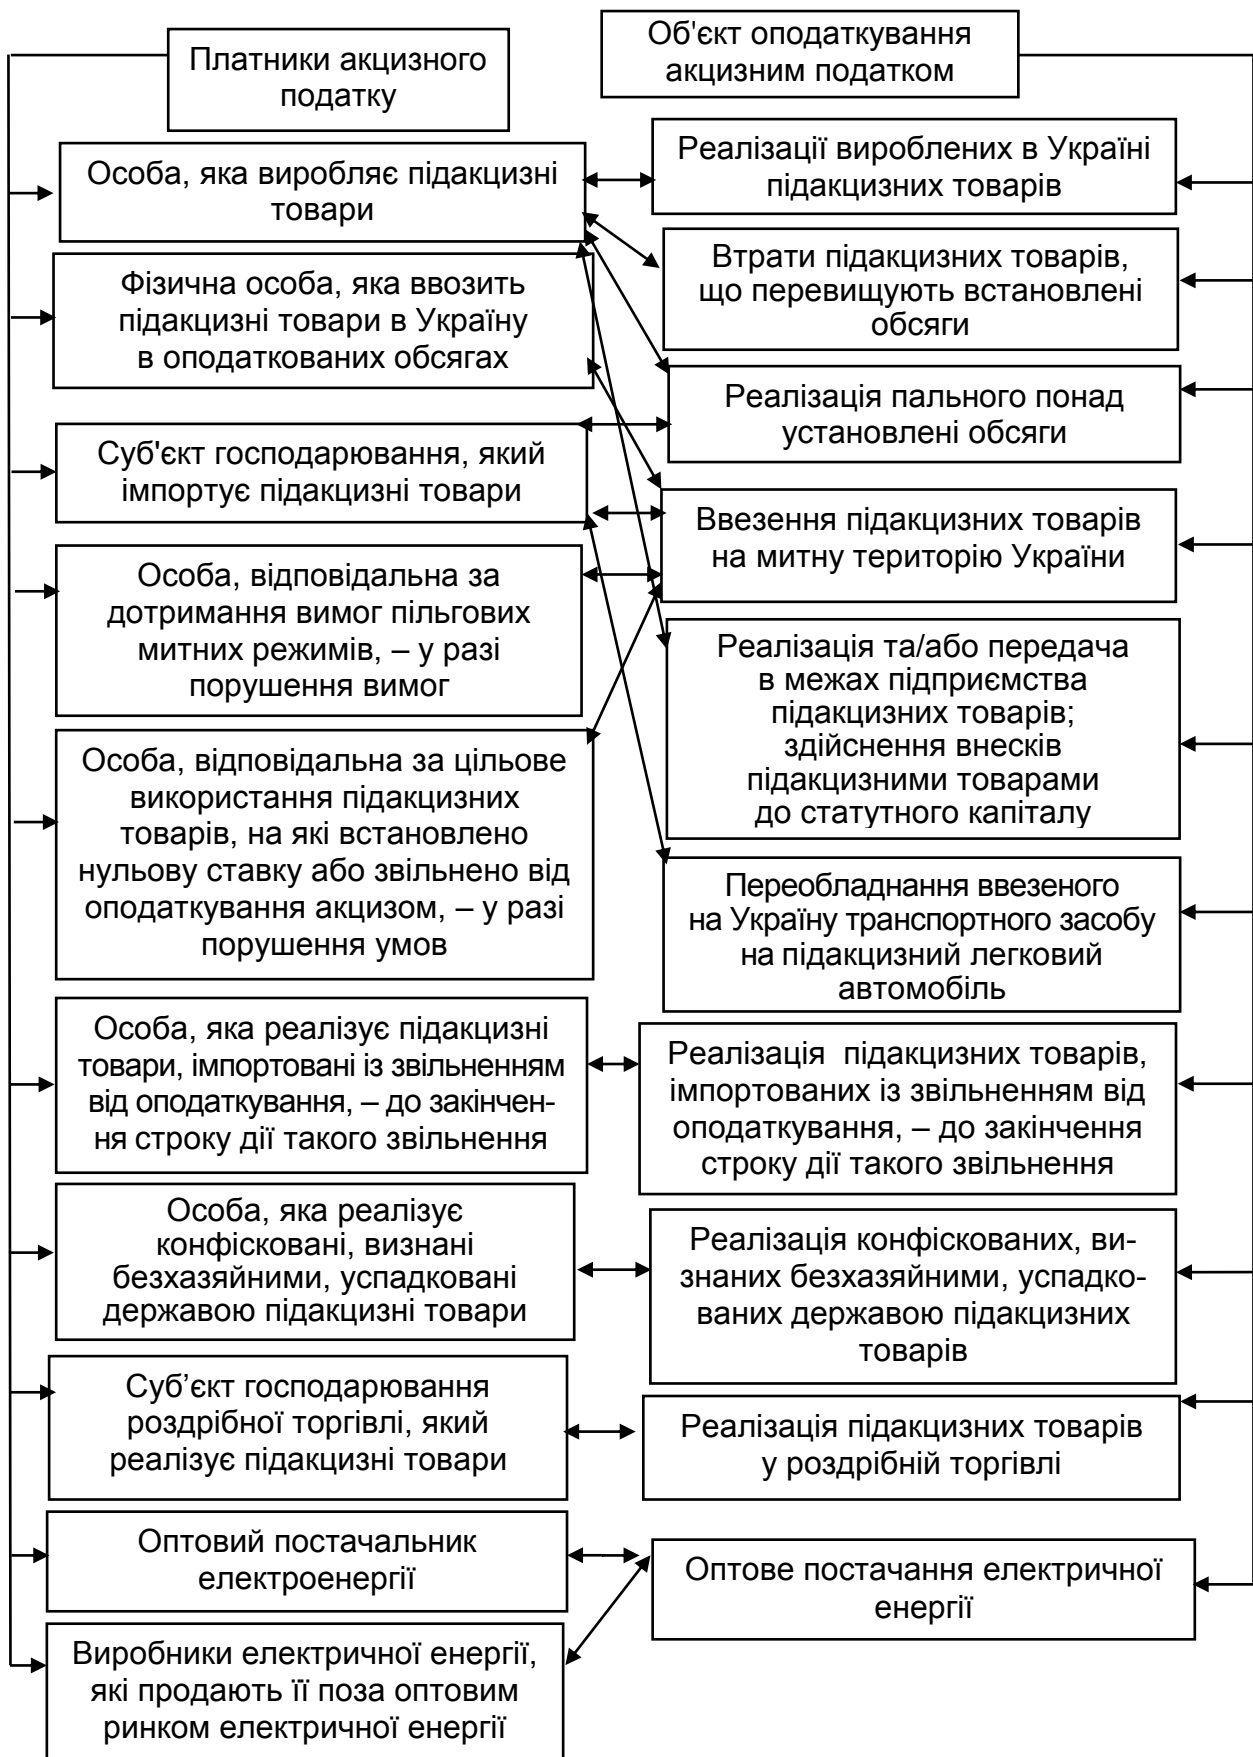 Платники акцизного
податку
Об'єкт оподаткування
акцизним податком
Особа, яка виробляє підакцизні
товари
Реалізації вироблених в Україні
підакцизних товарів
Фізична особа, яка ввозить
підакцизні товари в Україну
в оподаткованих обсягах
Втрати підакцизних товарів,
що перевищують встановлені
обсяги
Суб'єкт господарювання, який
імпортує підакцизні товари
Реалізація пального понад
установлені обсяги
Особа, відповідальна за
дотримання вимог пільгових
митних режимів, – у разі
порушення вимог
Ввезення підакцизних товарів
на митну територію України
Особа, відповідальна за цільове
використання підакцизних
товарів, на які встановлено
нульову ставку або звільнено від
оподаткування акцизом, – у разі
порушення умов
Реалізація та/або передача
в межах підприємства
підакцизних товарів;
здійснення внесків
підакцизними товарами
до статутного капіталу
Переобладнання ввезеного
на Україну транспортного засобу
на підакцизний легковий
автомобіль
Особа, яка реалізує підакцизні
товари, імпортовані із звільненням
від оподаткування, – до закінчен-
ня строку дії такого звільнення
Реалізація підакцизних товарів,
імпортованих із звільненням від
оподаткування, – до закінчення
строку дії такого звільнення
Особа, яка реалізує
конфісковані, визнані
безхазяйними, успадковані
державою підакцизні товари
Реалізація конфіскованих, ви-
знаних безхазяйними, успадко-
ваних державою підакцизних
товарів
Суб’єкт господарювання
роздрібної торгівлі, який
реалізує підакцизні товари
Реалізація підакцизних товарів
у роздрібній торгівлі
Оптовий постачальник
електроенергії
Оптове постачання електричної
енергії
Виробники електричної енергії,
які продають її поза оптовим
ринком електричної енергії